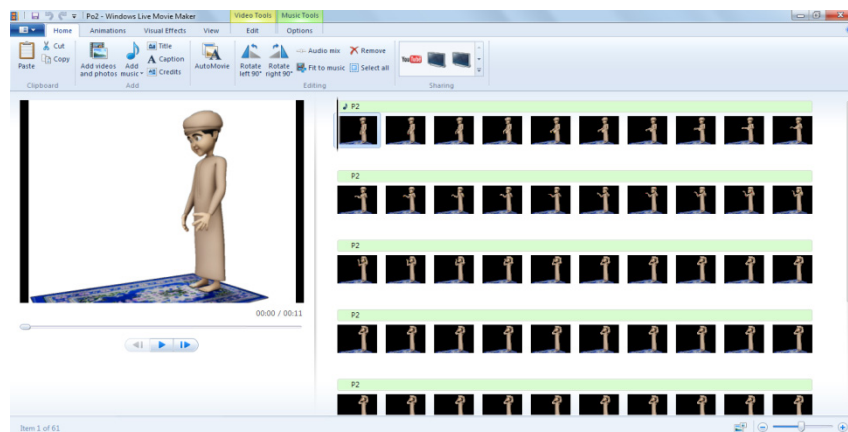 Po2 - Windows Live Movie Maker
Video Tools
Music Tools
Home
Animations
Visual Effects
View
Edit
Options
Paste
Cut
Copy
Clipboard
Add videos
and photos
Add
music
Title
Caption
Credits
Add
AutoMovie
Rotate
left 90°
Rotate
right 90°
Audio mix
Fit to music
Remove
Select all
Editing
YouTube
Sharing
P2
P2
P2
P2
P2
00:00 / 00:11
Item 1 of 61